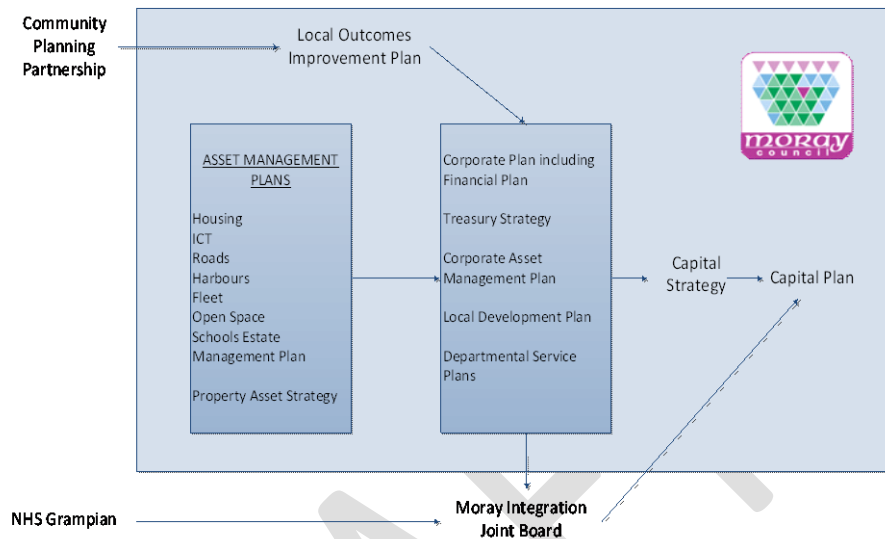 Community
Planning
Partnership
Local Outcomes
Improvement Plan
moray
council
ASSET MANAGEMENT
PLANS
Housing
ICT
Roads
Harbours
Fleet
Open Space
Schools Estate
Management Plan
Property Asset Strategy
Corporate Plan including
Financial Plan
Treasury Strategy
Corporate Asset
Management Plan
Local Development Plan
Departmental Service
Plans
Capital
Strategy
Capital Plan
NHS Grampian
Moray Integration
Joint Board